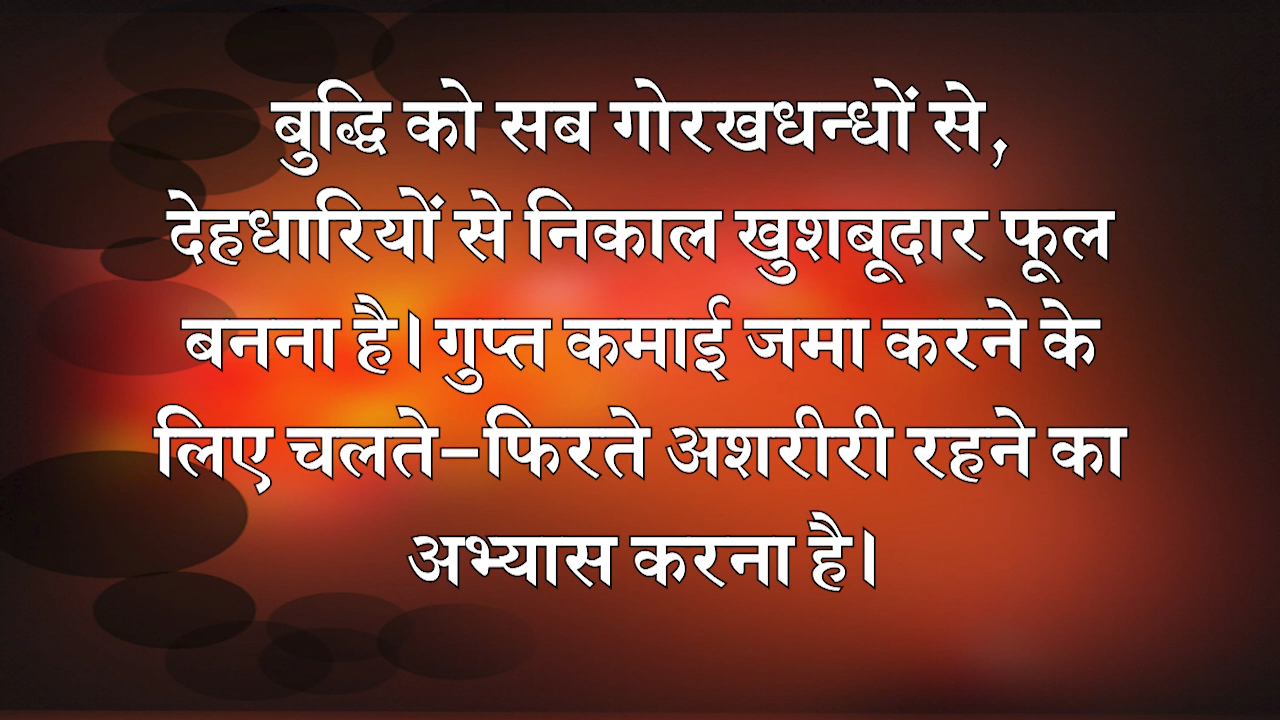 बुद्धि को सब गोरखधन्धों से,
देहधारियों से निकाल खुशबूदार फूल
बनना है। गुप्त कमाई जमा करने के
लिए चलते-फिरते अशरीरी रहने का
अभ्यास करना है।